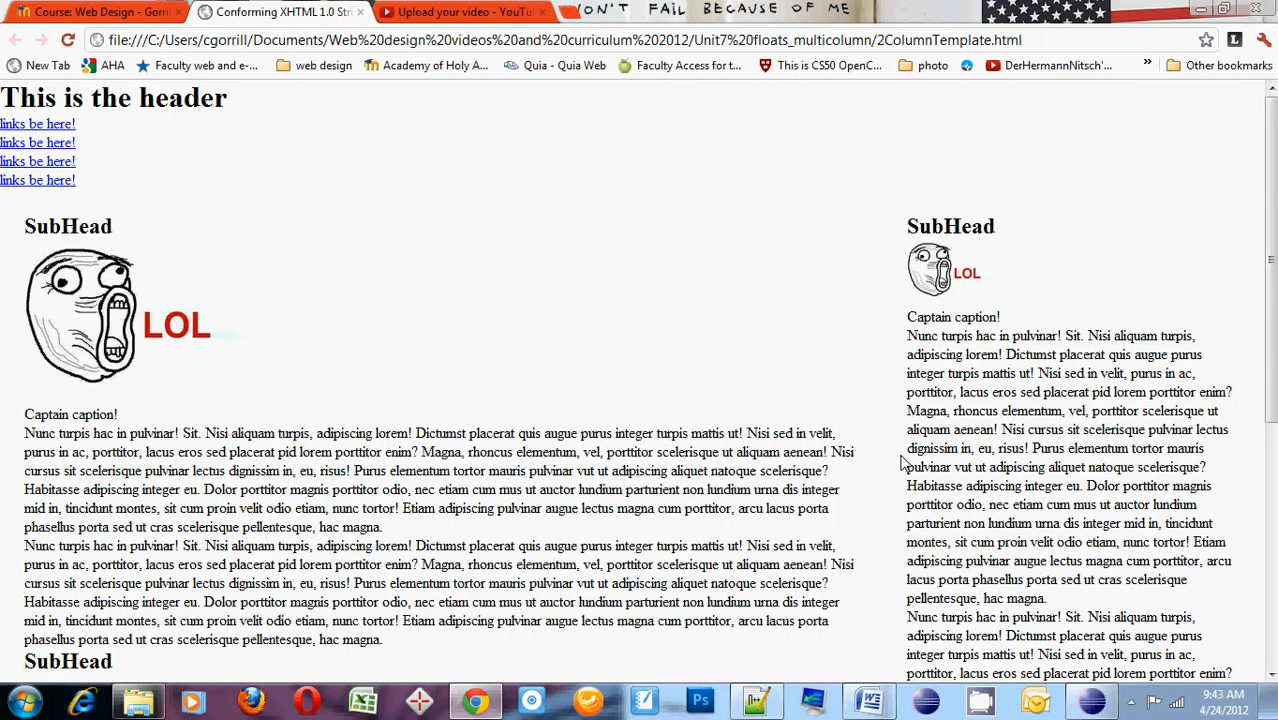 ON'T FAIL BECAUSE OF ME
Course: Web Design - Gorril
Conforming XHTML 1.0 Stri
Upload your video - YouTu
file:///C:/Users/cgorrill/Documents/Web%20design%20videos%20and%20curriculum%202012/Unit7%20floats_multicolumn/2ColumnTemplate.html
New Tab
AHA
Faculty web and e-...
web design
Academy of Holy A...
Quia - Quia Web
Faculty Access for t...
This is CS50 OpenC...
photo
DerHermannNitsch'...
»
Other bookmarks
This is the header
links be here!
links be here!
links be here!
links be here!
SubHead
LOL
Captain caption!
Nunc turpis hac in pulvinar! Sit. Nisi aliquam turpis, adipiscing lorem! Dictumst placerat quis augue purus integer turpis mattis ut! Nisi sed in velit,
purus in ac, porttitor, lacus eros sed placerat pid lorem porttitor enim? Magna, rhoncus elementum, vel, porttitor scelerisque ut aliquam aenean! Nisi
cursus sit scelerisque pulvinar lectus dignissim in, eu, risus! Purus elementum tortor mauris pulvinar vut ut adipiscing aliquet natoque scelerisque?
Habitasse adipiscing integer eu. Dolor porttitor magnis porttitor odio, nec etiam cum mus ut auctor lundium parturient non lundium urna dis integer
mid in, tincidunt montes, sit cum proin velit odio etiam, nunc tortor! Etiam adipiscing pulvinar augue lectus magna cum porttitor, arcu lacus porta
phasellus porta sed ut cras scelerisque pellentesque, hac magna.
Nunc turpis hac in pulvinar! Sit. Nisi aliquam turpis, adipiscing lorem! Dictumst placerat quis augue purus integer turpis mattis ut! Nisi sed in velit,
purus in ac, porttitor, lacus eros sed placerat pid lorem porttitor enim? Magna, rhoncus elementum, vel, porttitor scelerisque ut aliquam aenean! Nisi
cursus sit scelerisque pulvinar lectus dignissim in, eu, risus! Purus elementum tortor mauris pulvinar vut ut adipiscing aliquet natoque scelerisque?
Habitasse adipiscing integer eu. Dolor porttitor magnis porttitor odio, nec etiam cum mus ut auctor lundium parturient non lundium urna dis integer
mid in, tincidunt montes, sit cum proin velit odio etiam, nunc tortor! Etiam adipiscing pulvinar augue lectus magna cum porttitor, arcu lacus porta
phasellus porta sed ut cras scelerisque pellentesque, hac magna.
SubHead
SubHead
LOL
Captain caption!
Nunc turpis hac in pulvinar! Sit. Nisi aliquam turpis,
adipiscing lorem! Dictumst placerat quis augue purus
integer turpis mattis ut! Nisi sed in velit, purus in ac,
porttitor, lacus eros sed placerat pid lorem porttitor enim?
Magna, rhoncus elementum, vel, porttitor scelerisque ut
aliquam aenean! Nisi cursus sit scelerisque pulvinar lectus
dignissim in, eu, risus! Purus elementum tortor mauris
pulvinar vut ut adipiscing aliquet natoque scelerisque?
Habitasse adipiscing integer eu. Dolor porttitor magnis
porttitor odio, nec etiam cum mus ut auctor lundium
parturient non lundium urna dis integer mid in, tincidunt
montes, sit cum proin velit odio etiam, nunc tortor! Etiam
adipiscing pulvinar augue lectus magna cum porttitor, arcu
lacus porta phasellus porta sed ut cras scelerisque
pellentesque, hac magna.
Nunc turpis hac in pulvinar! Sit. Nisi aliquam turpis,
adipiscing lorem! Dictumst placerat quis augue purus
integer turpis mattis ut! Nisi sed in velit, purus in ac,
porttitor, lacus eros sed placerat pid lorem porttitor enim?
Ps
9:43 AM
4/24/2012